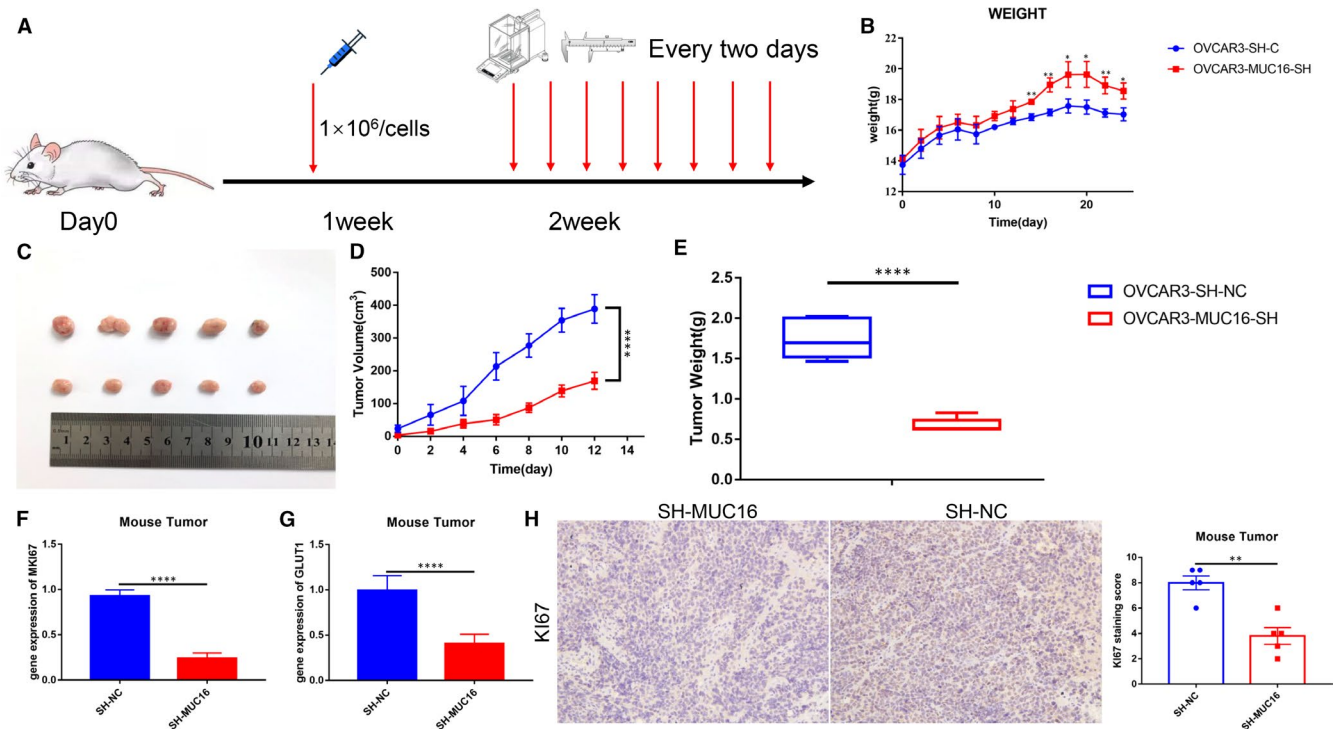 A
Every two days
1×10⁶/cells
Day0
1week
2week
B
WEIGHT
weight(g)
22
20
18
16
14
12
0
10
20
Time(day)
**
**
*
*
**
*
OVCAR3-SH-C
OVCAR3-MUC16-SH
C
1 2 3 4 5 6 7 8 9 10 11 12 13 14
D
Tumor Volume(cm³)
500
400
300
200
100
0
0 2 4 6 8 10 12 14
Time(day)
****
E
Tumor Weight(g)
2.5
2.0
1.5
1.0
0.5
0.0
****
OVCAR3-SH-NC
OVCAR3-MUC16-SH
F
Mouse Tumor
gene expression of MKI67
1.5
1.0
0.5
0.0
****
SH-NC
SH-MUC16
G
Mouse Tumor
gene expression of GLUT1
1.5
1.0
0.5
0.0
****
SH-NC
SH-MUC16
H
SH-MUC16
SH-NC
KI67
Mouse Tumor
KI67 staining score
10
8
6
4
2
0
**
SH-NC
SH-MUC16